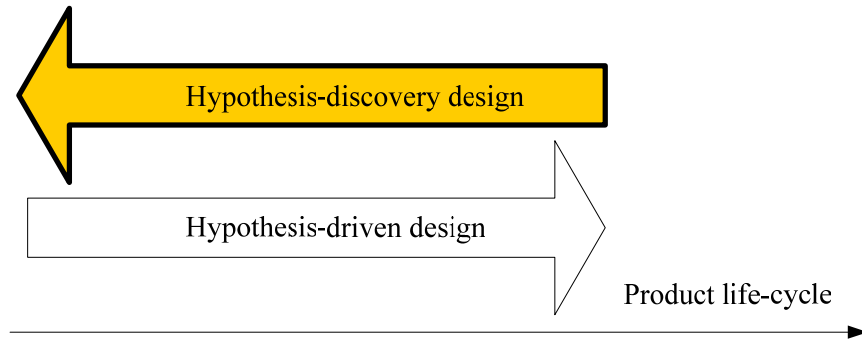 Hypothesis-discovery design
Hypothesis-driven design
Product life-cycle